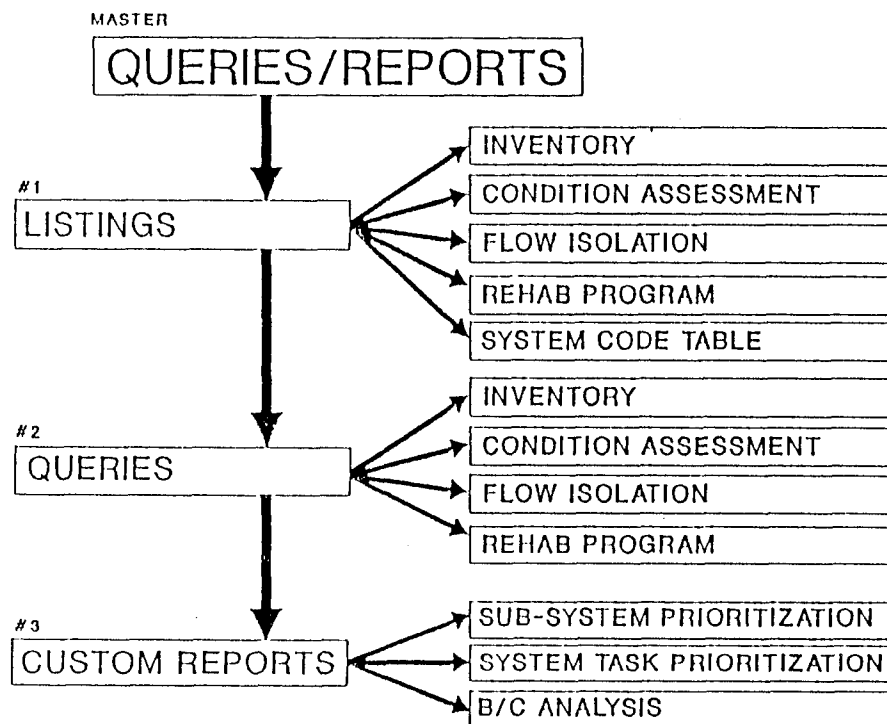 MASTER
QUERIES/REPORTS
#1
LISTINGS
INVENTORY
CONDITION ASSESSMENT
FLOW ISOLATION
REHAB PROGRAM
SYSTEM CODE TABLE
#2
QUERIES
INVENTORY
CONDITION ASSESSMENT
FLOW ISOLATION
REHAB PROGRAM
#3
CUSTOM REPORTS
SUB-SYSTEM PRIORITIZATION
SYSTEM TASK PRIORITIZATION
B/C ANALYSIS